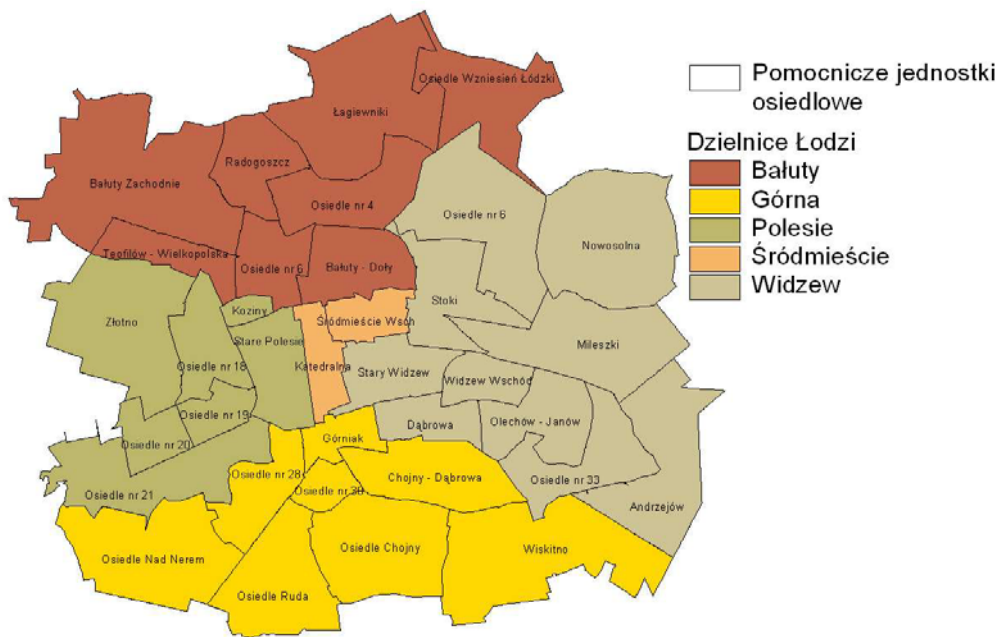 Osiedle Wzniesień Łódzki
Łagiewniki
Radogoszcz
Bałuty Zachodnie
Osiedle nr 4
Osiedle nr 6
Nowosolna
Teofilów - Wielkopolska
Osiedle nr 6
Bałuty - Doły
Koziny
Stoki
Złotno
Śródmieście Wsch
Stare Polesie
Mileszki
Osiedle nr 18
Katedralna
Stary Widzew
Widzew Wschód
Osiedle nr 19
Olechów - Janów
Dąbrowa
Osiedle nr 20
Górniak
Osiedle nr 28
Chojny - Dąbrowa
Osiedle nr 33
Osiedle nr 30
Osiedle nr 21
Andrzejów
Osiedle Nad Nerem
Osiedle Chojny
Wiskitno
Osiedle Ruda
Pomocnicze jednostki
osiedlowe
Dzielnice Łodzi
Bałuty
Górna
Polesie
Śródmieście
Widzew